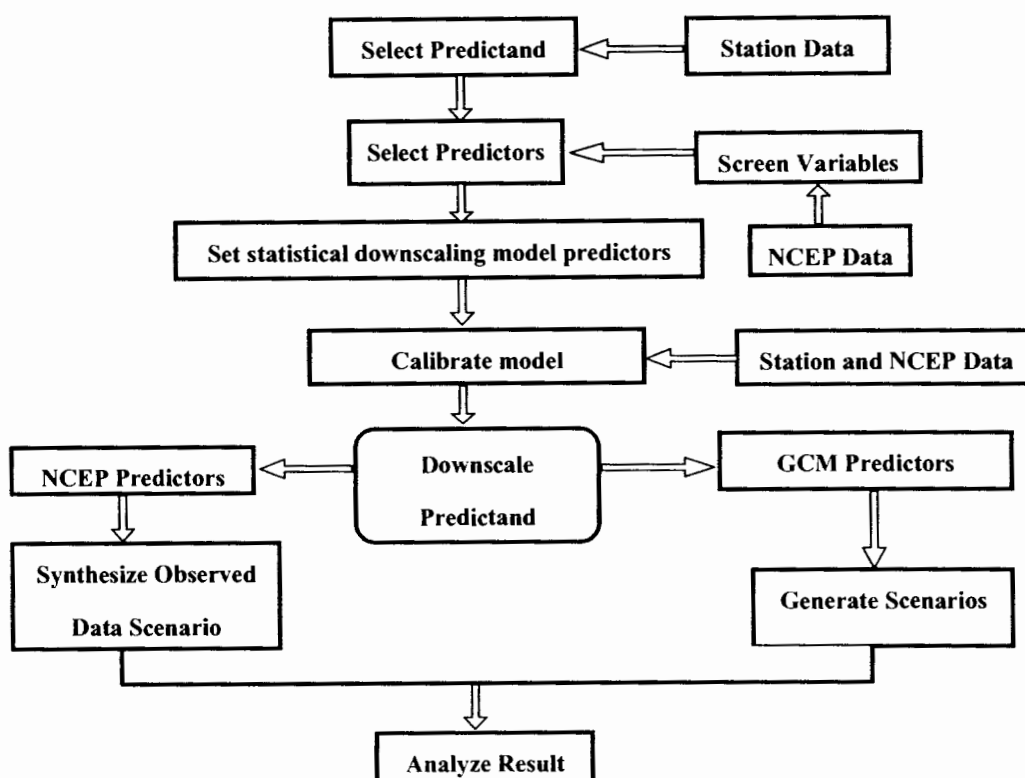 Select Predictand
Station Data
Select Predictors
Screen Variables
Set statistical downscaling model predictors
NCEP Data
Calibrate model
Station and NCEP Data
Downscale
Predictand
NCEP Predictors
GCM Predictors
Synthesize Observed
Data Scenario
Generate Scenarios
Analyze Result